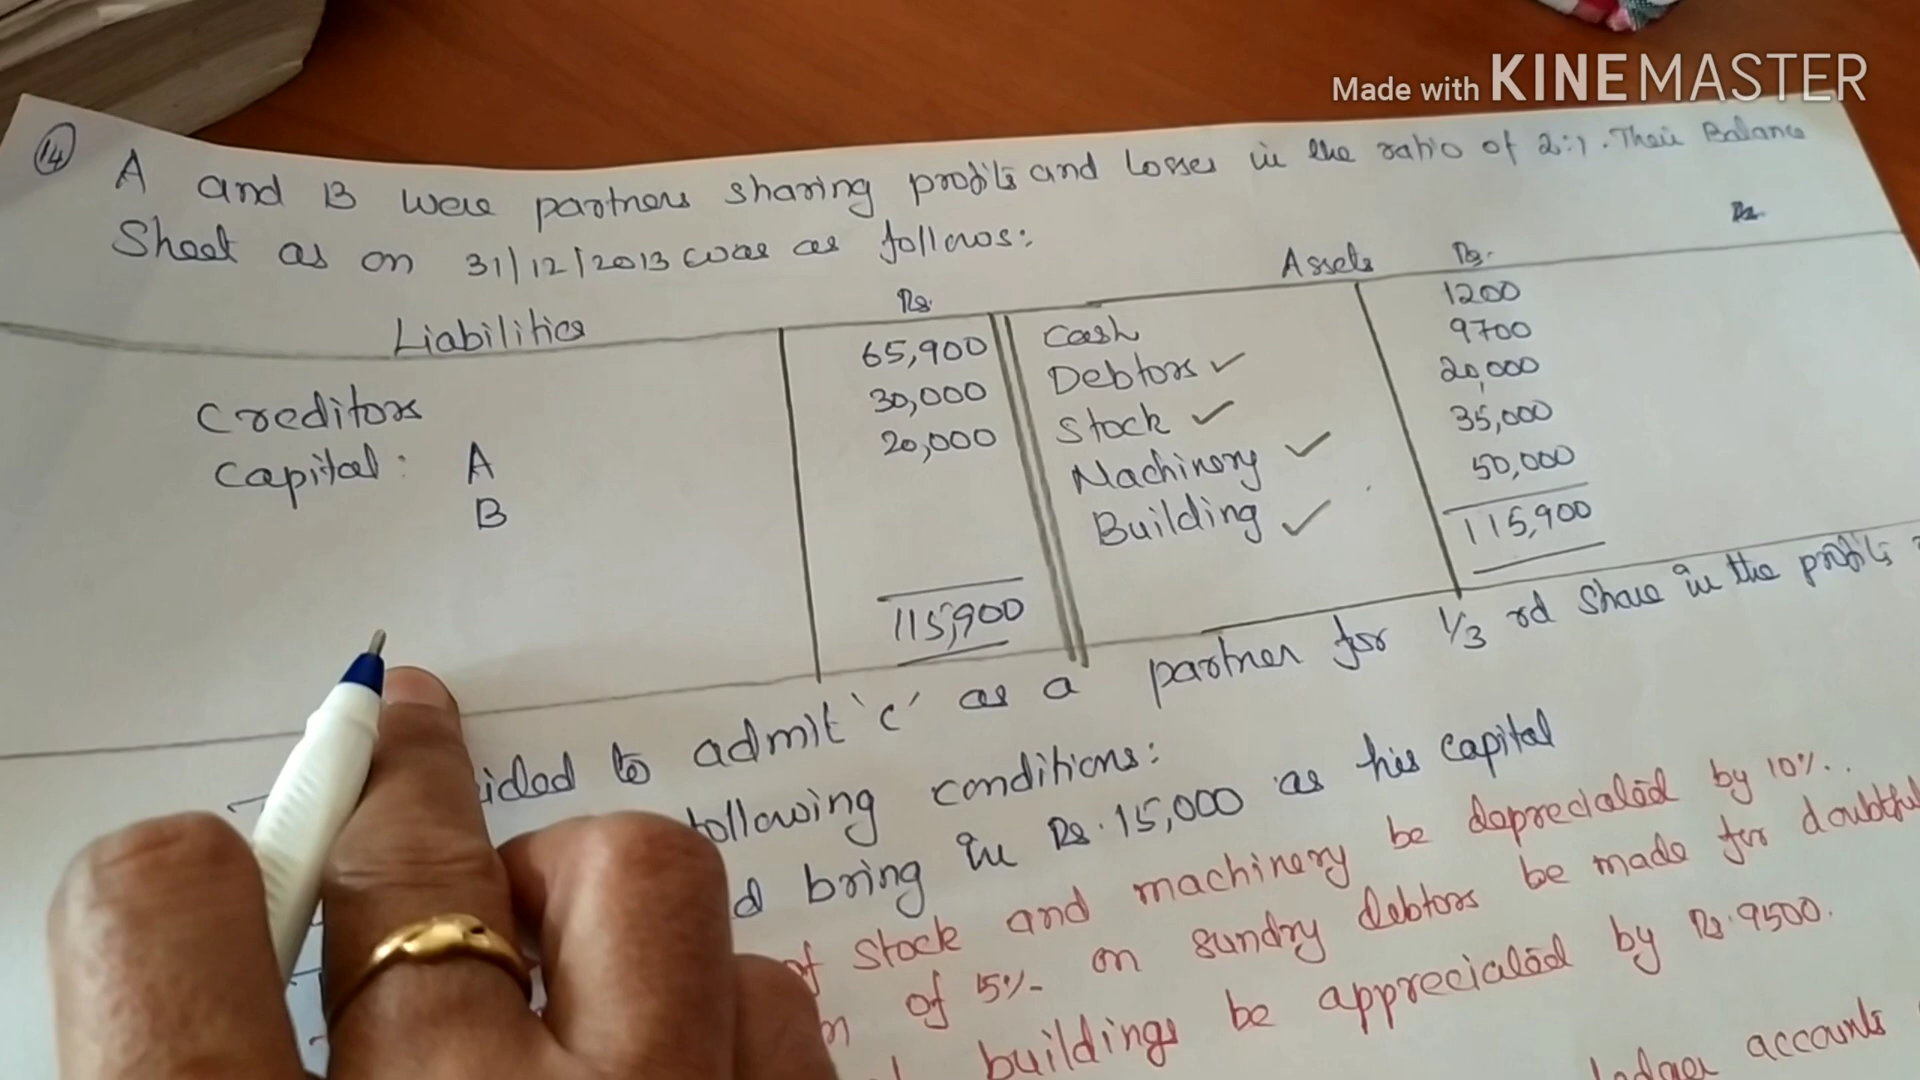 Made with KINEMASTER
14 A and B were partners sharing profits and losses in the ratio of 2:1. Their Balance
Sheet as on 31/12/2013 was as follows:
Liabilities Rs. Assets Rs. Rs.
Creditors 65,900 Cash 1200
Capital: A 30,000 Debtors ✓ 9700
B 20,000 Stock ✓ 20,000
Machinery ✓ 35,000
Building ✓ 50,000
115,900 115,900
ided to admit 'c' as a partner for 1/3 rd Share in the profits
following conditions:
d bring in Rs. 15,000 as his capital
of Stock and machinery be depreciated by 10%.
n of 5% on sundry debtors be made for doubtful
buildings be appreciated by Rs. 9500.
ledger accounts